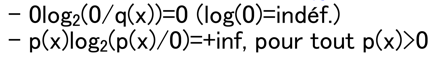 - 0log₂(0/q(x))=0 (log(0)=indéf.)
- p(x)log₂(p(x)/0)=+inf, pour tout p(x)>0